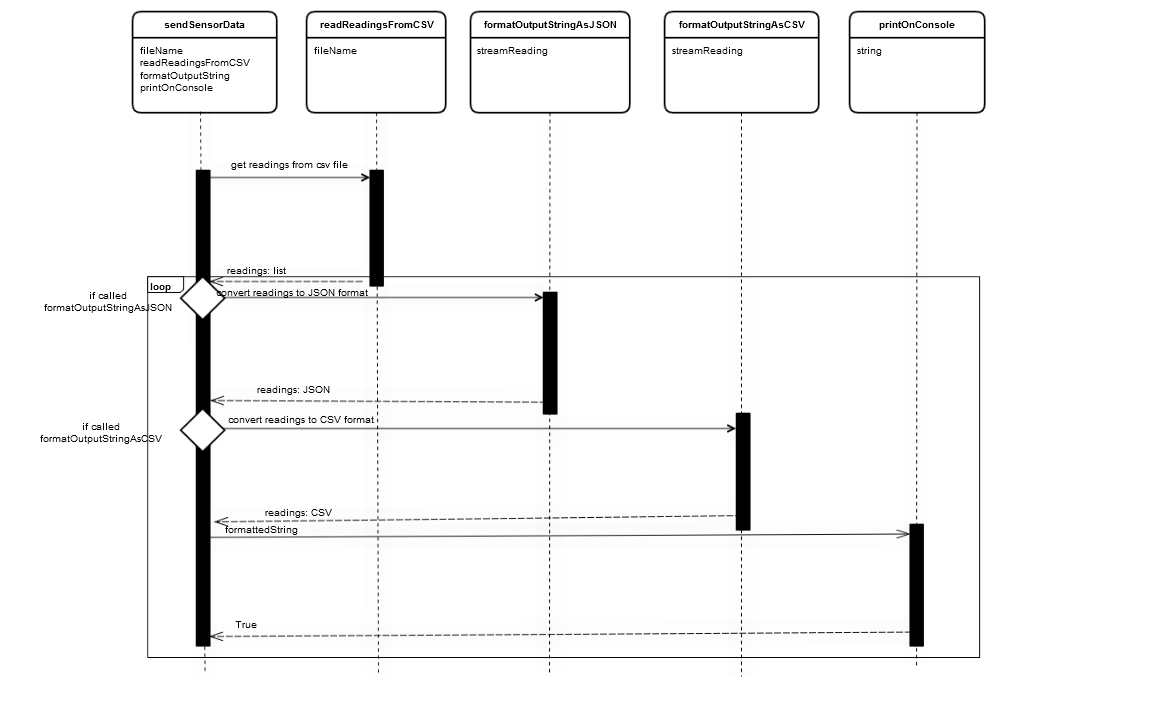 sendSensorData
fileName
readReadingsFromCSV
formatOutputString
printOnConsole
readReadingsFromCSV
fileName
formatOutputStringAsJSON
streamReading
formatOutputStringAsCSV
streamReading
printOnConsole
string
get readings from csv file
readings: list
loop
convert readings to JSON format
if called
formatOutputStringAsJSON
readings: JSON
convert readings to CSV format
if called
formatOutputStringAsCSV
readings: CSV
formattedString
True